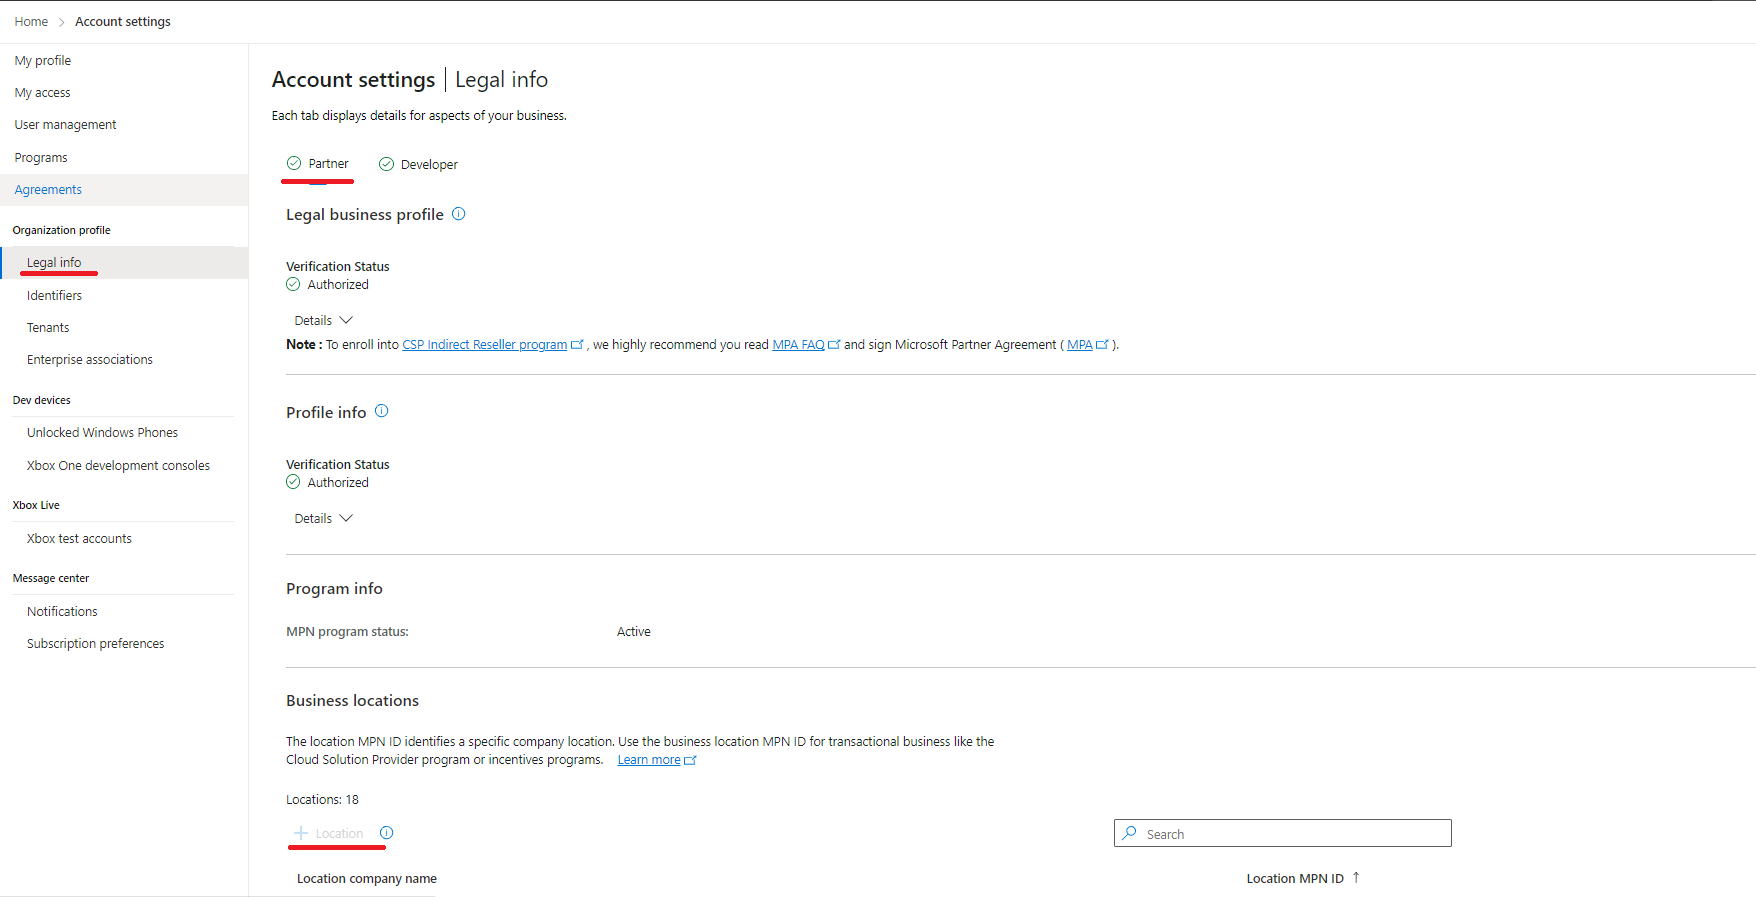 Home > Account settings
My profile
My access
User management
Programs
Agreements
Organization profile
Legal info
Identifiers
Tenants
Enterprise associations
Dev devices
Unlocked Windows Phones
Xbox One development consoles
Xbox Live
Xbox test accounts
Message center
Notifications
Subscription preferences
Account settings | Legal info
Each tab displays details for aspects of your business.
Partner Developer
Legal business profile
Verification Status
Authorized
Details
Note : To enroll into CSP Indirect Reseller program , we highly recommend you read MPA FAQ and sign Microsoft Partner Agreement ( MPA ).
Profile info
Verification Status
Authorized
Details
Program info
MPN program status: Active
Business locations
The location MPN ID identifies a specific company location. Use the business location MPN ID for transactional business like the
Cloud Solution Provider program or incentives programs. Learn more
Locations: 18
+ Location Search
Location company name Location MPN ID ↑